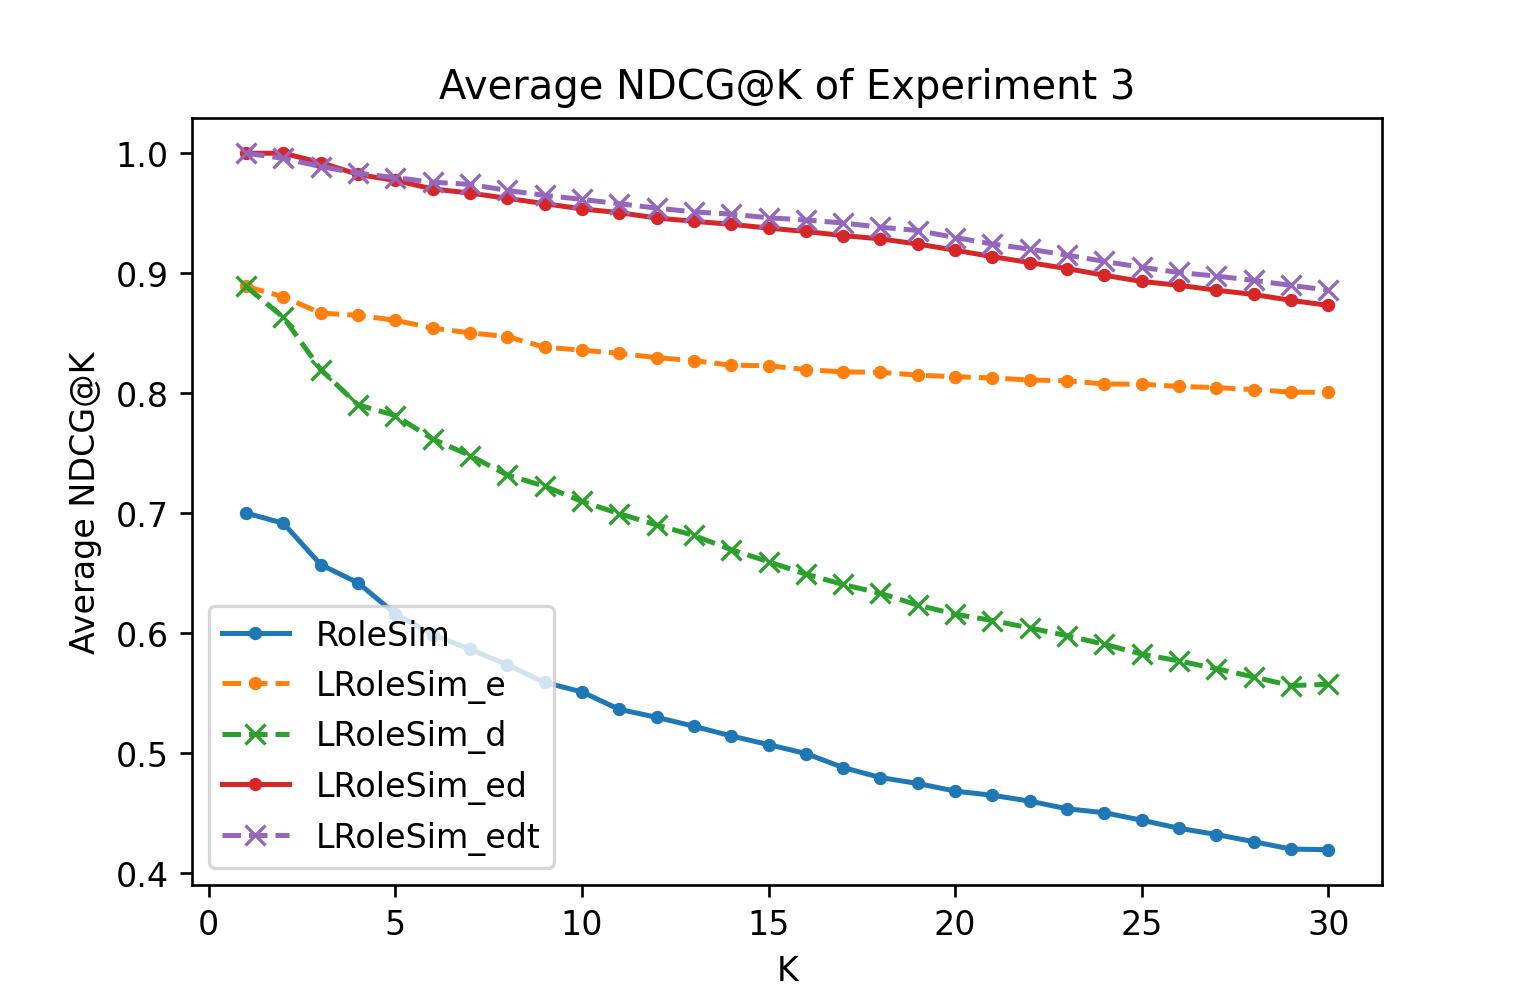 Average NDCG@K of Experiment 3
Average NDCG@K
1.0
0.9
0.8
0.7
0.6
0.5
0.4
RoleSim
LRoleSim_e
LRoleSim_d
LRoleSim_ed
LRoleSim_edt
0 5 10 15 20 25 30
K